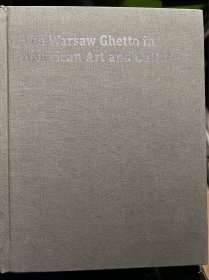 The Warsaw Ghetto in
American Art and Culture